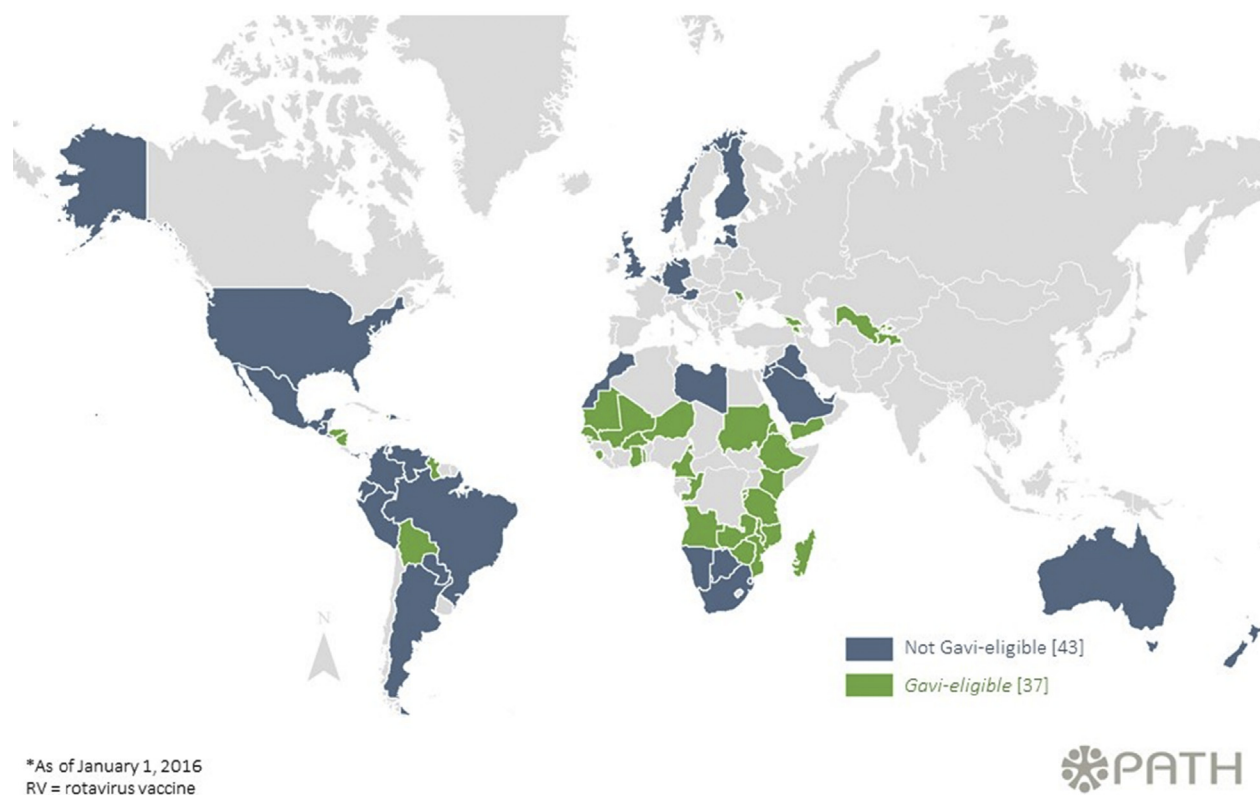 N
Not Gavi-eligible [43]
Gavi-eligible [37]
*As of January 1, 2016
RV = rotavirus vaccine
PATH